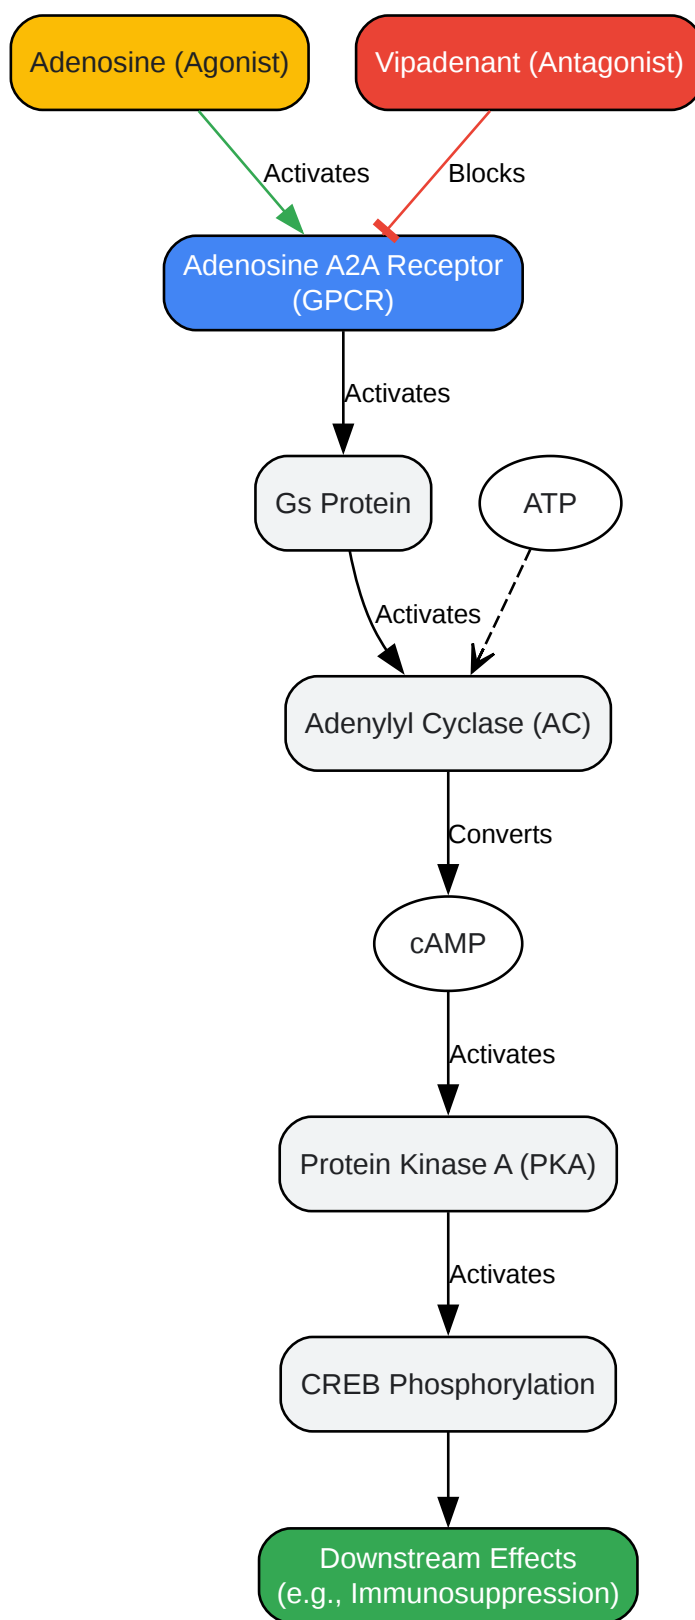 Adenosine (Agonist)
Vipadenant (Antagonist)
Activates
Blocks
Adenosine A2A Receptor
(GPCR)
Activates
Gs Protein
ATP
Activates
Adenylyl Cyclase (AC)
Converts
cAMP
Activates
Protein Kinase A (PKA)
Activates
CREB Phosphorylation
Downstream Effects
(e.g., Immunosuppression)